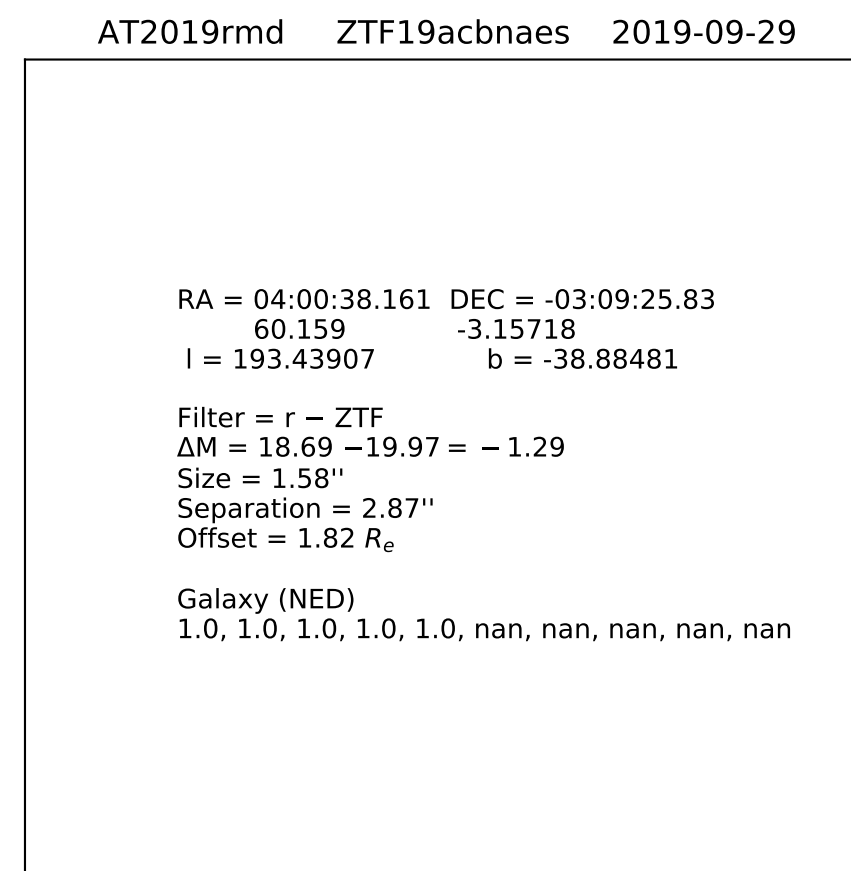 AT2019rmd ZTF19acbnaes 2019-09-29
RA = 04:00:38.161 DEC = -03:09:25.83
60.159 -3.15718
l = 193.43907 b = -38.88481
Filter = r − ZTF
ΔM = 18.69 −19.97 = − 1.29
Size = 1.58''
Separation = 2.87''
Offset = 1.82 Re
Galaxy (NED)
1.0, 1.0, 1.0, 1.0, 1.0, nan, nan, nan, nan, nan